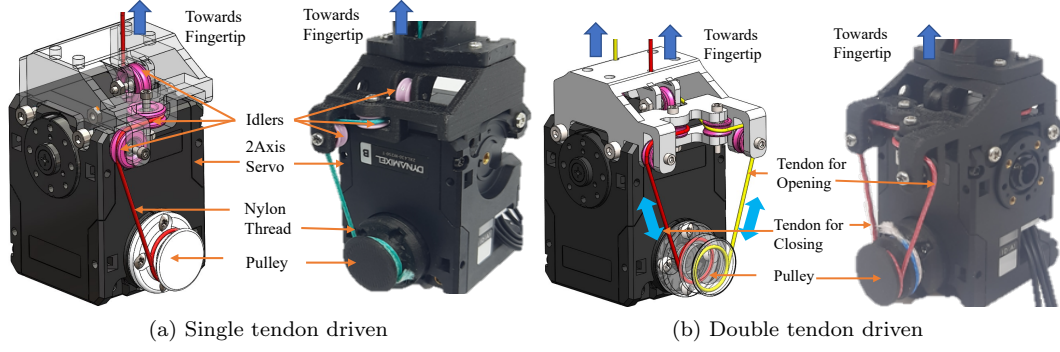 Towards
Fingertip
Towards
Fingertip
Towards
Fingertip
Towards
Fingertip
Idlers
2Axis
Servo
DYNAMIXEL
B
Nylon
Thread
Pulley
Tendon for
Opening
Tendon for
Closing
Pulley
(a) Single tendon driven
(b) Double tendon driven